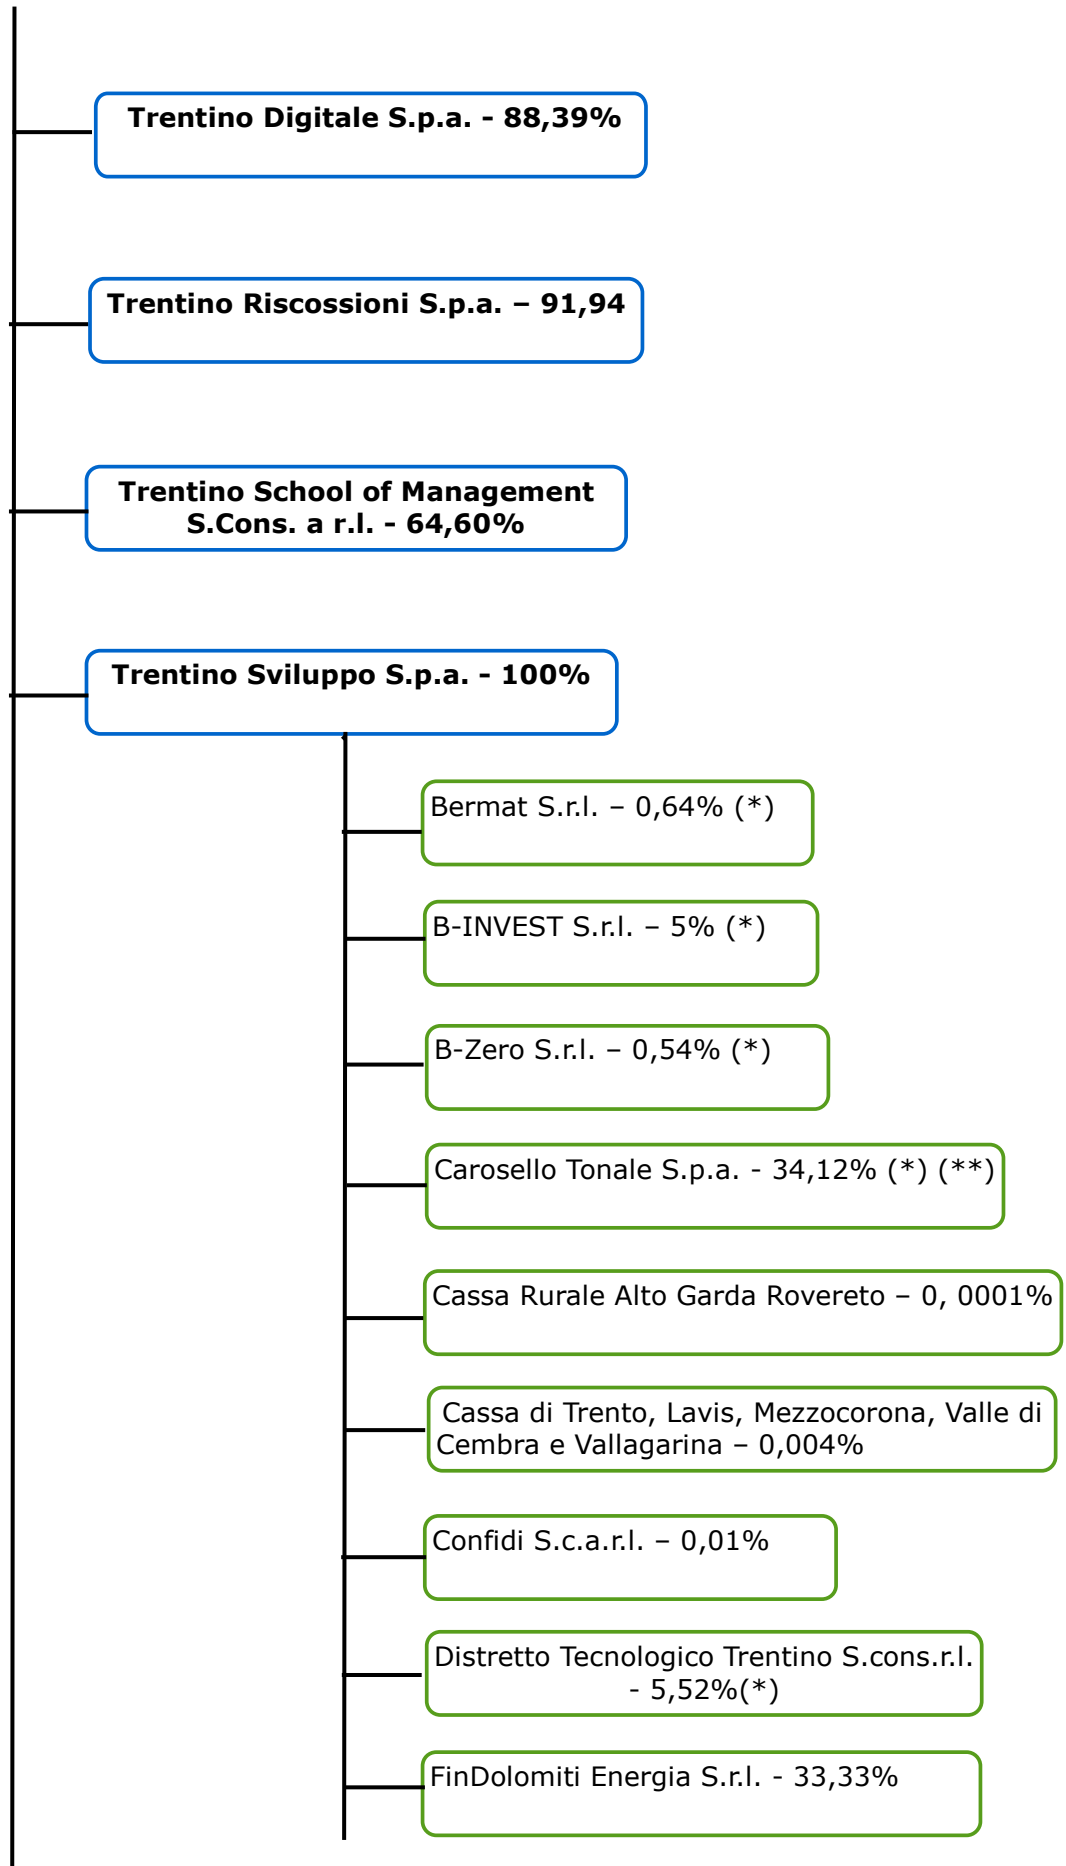 Trentino Digitale S.p.a. - 88,39%
Trentino Riscossioni S.p.a. – 91,94
Trentino School of Management
S.Cons. a r.l. - 64,60%
Trentino Sviluppo S.p.a. - 100%
Bermat S.r.l. – 0,64% (*)
B-INVEST S.r.l. – 5% (*)
B-Zero S.r.l. – 0,54% (*)
Carosello Tonale S.p.a. - 34,12% (*) (**)
Cassa Rurale Alto Garda Rovereto – 0, 0001%
Cassa di Trento, Lavis, Mezzocorona, Valle di
Cembra e Vallagarina – 0,004%
Confidi S.c.a.r.l. – 0,01%
Distretto Tecnologico Trentino S.cons.r.l.
- 5,52%(*)
FinDolomiti Energia S.r.l. - 33,33%